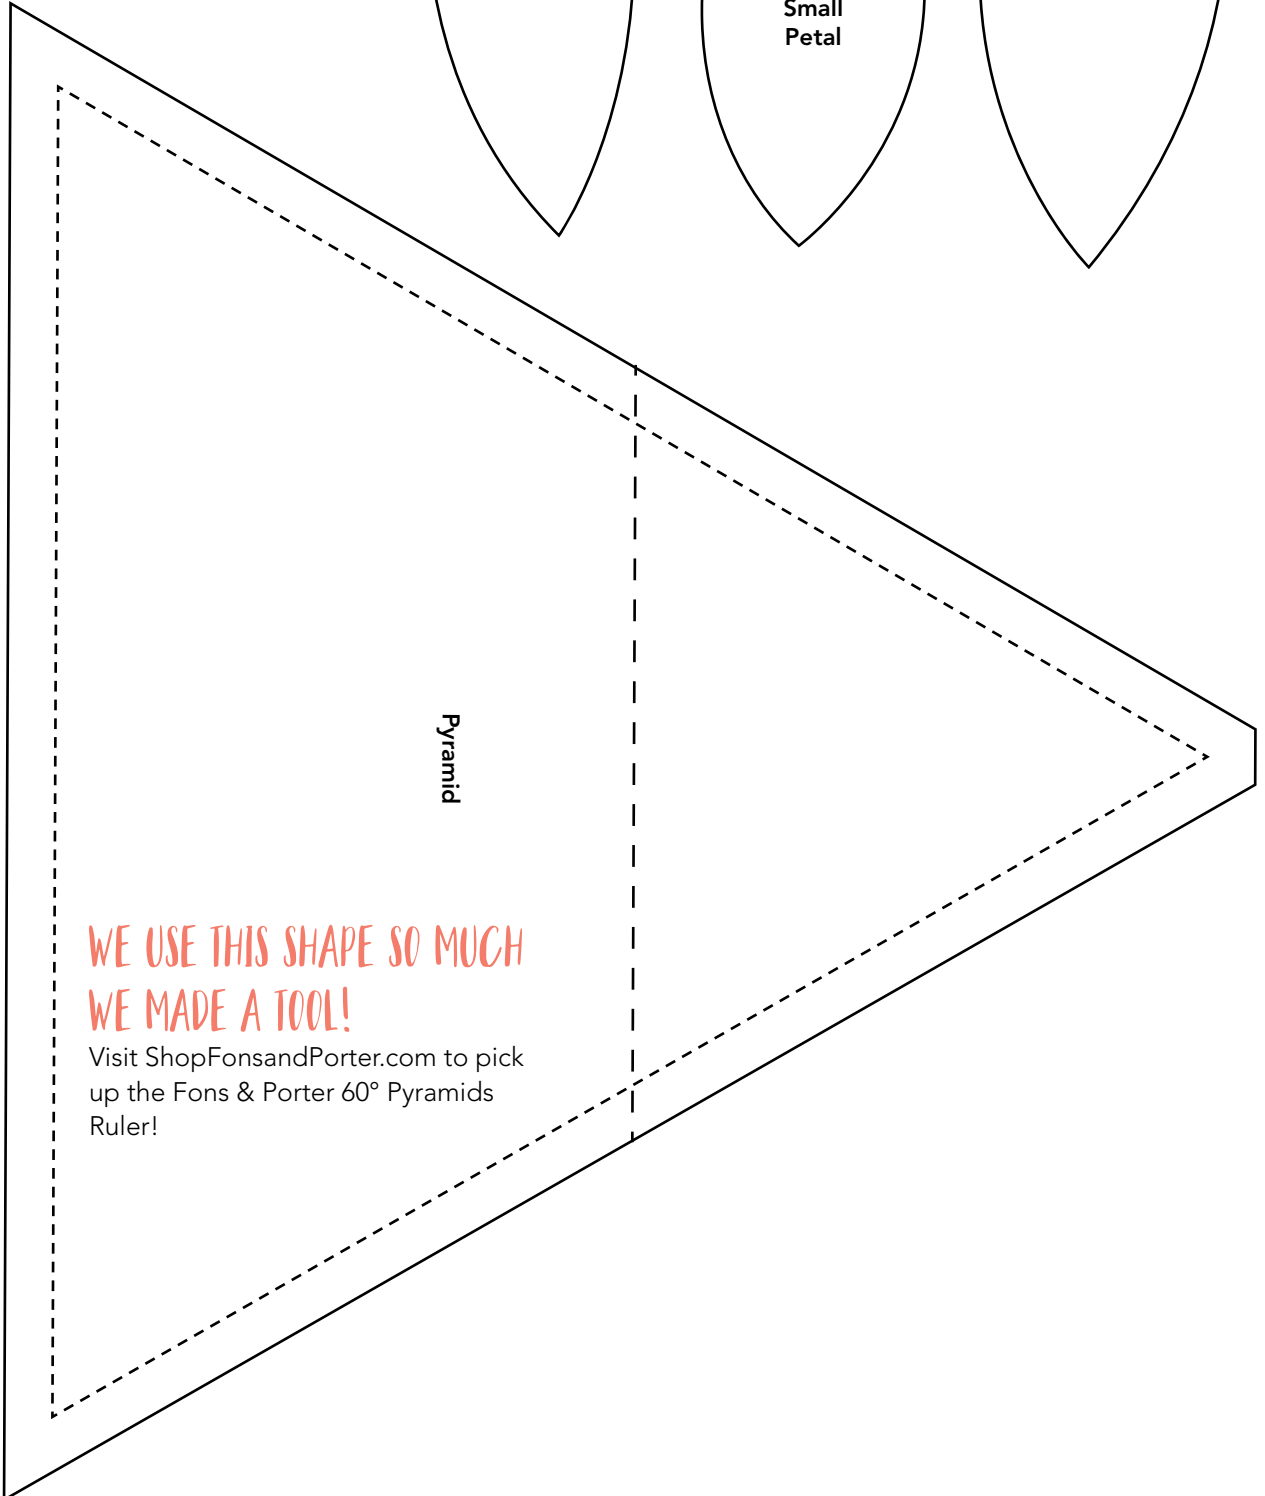 Small
Petal
Pyramid
WE USE THIS SHAPE SO MUCH
WE MADE A TOOL!
Visit ShopFonsandPorter.com to pick
up the Fons & Porter 60° Pyramids
Ruler!